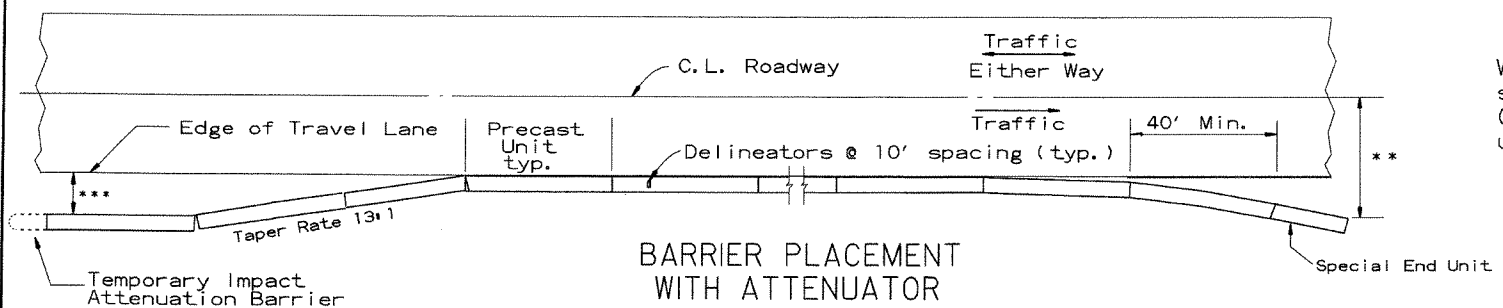 Traffic
Either Way
C.L. Roadway
Traffic
40' Min.
Edge of Travel Lane
Precast
Unit
typ.
Delineators @ 10' spacing (typ.)
**
***
Taper Rate 13:1
Temporary Impact
Attenuation Barrier
BARRIER PLACEMENT
WITH ATTENUATOR
Special End Unit
W
s
(
u